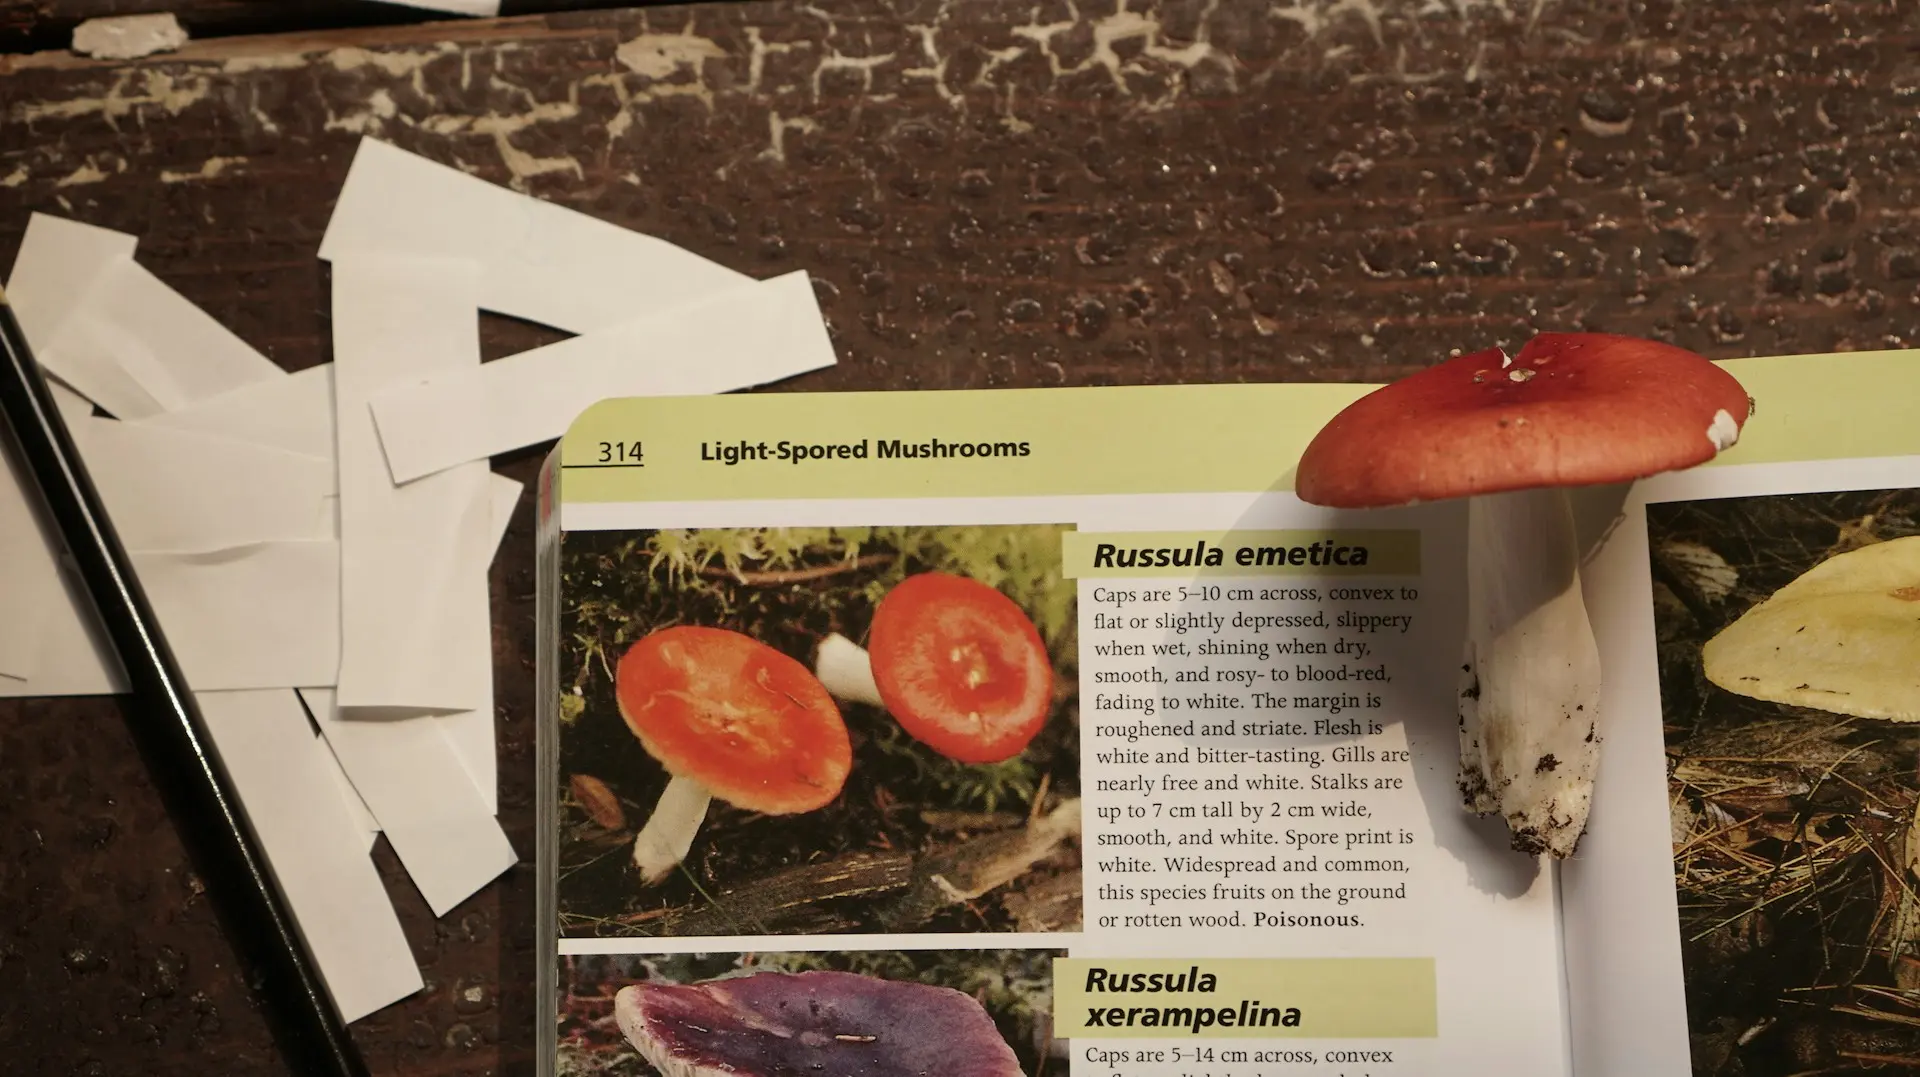 314 Light-Spored Mushrooms
Russula emetica
Caps are 5–10 cm across, convex to
flat or slightly depressed, slippery
when wet, shining when dry,
smooth, and rosy- to blood-red,
fading to white. The margin is
roughened and striate. Flesh is
white and bitter-tasting. Gills are
nearly free and white. Stalks are
up to 7 cm tall by 2 cm wide,
smooth, and white. Spore print is
white. Widespread and common,
this species fruits on the ground
or rotten wood. Poisonous.
Russula
xerampelina
Caps are 5–14 cm across, convex